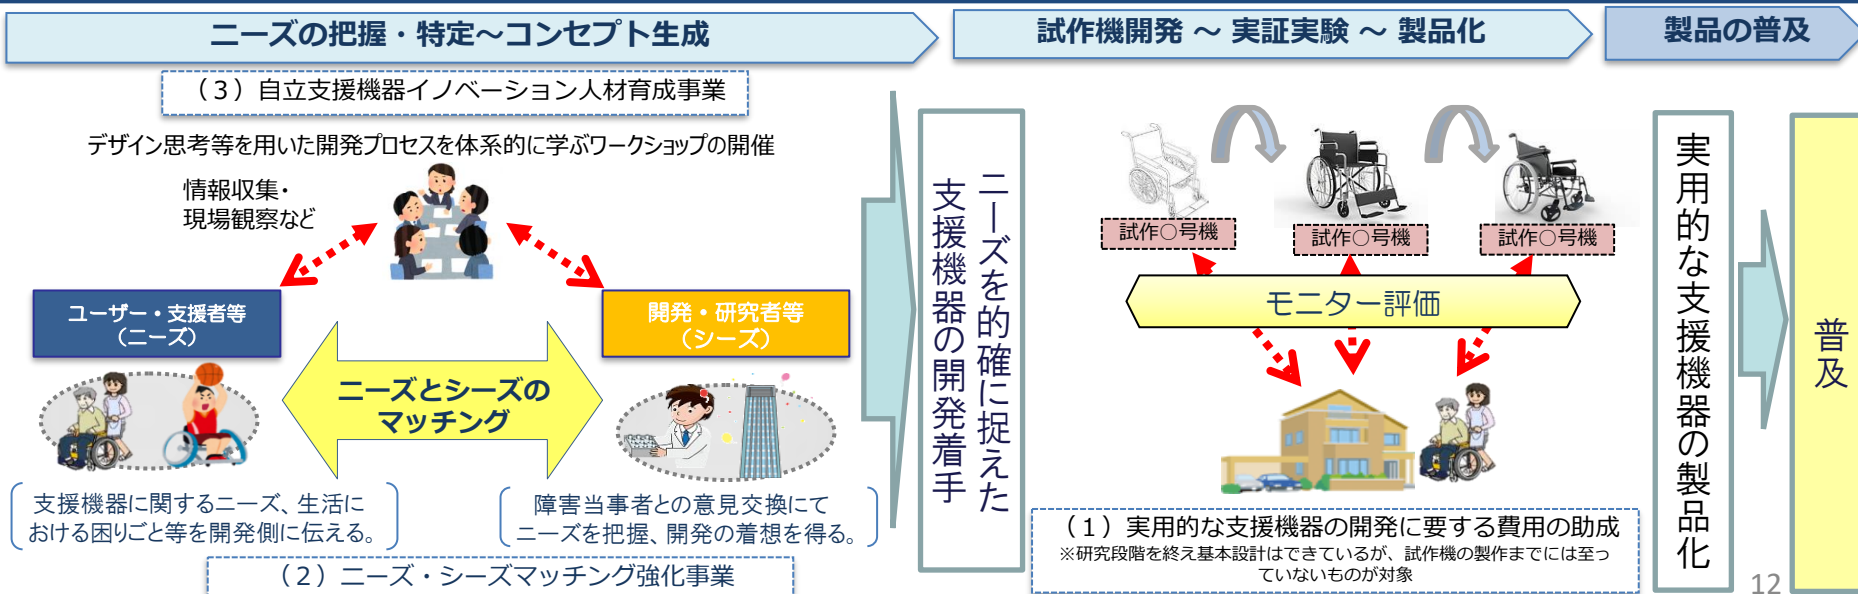 ニーズの把握・特定～コンセプト生成
試作機開発 ～ 実証実験 ～ 製品化
製品の普及
（３）自立支援機器イノベーション人材育成事業
デザイン思考等を用いた開発プロセスを体系的に学ぶワークショップの開催
情報収集・
現場観察など
ユーザー・支援者等
（ニーズ）
開発・研究者等
（シーズ）
ニーズとシーズの
マッチング
支援機器に関するニーズ、生活に
おける困りごと等を開発側に伝える。
障害当事者との意見交換にて
ニーズを把握、開発の着想を得る。
（２）ニーズ・シーズマッチング強化事業
ニーズを的確に捉えた
支援機器の開発着手
試作○号機
試作○号機
試作○号機
モニター評価
（１）実用的な支援機器の開発に要する費用の助成
※研究段階を終え基本設計はできているが、試作機の製作までには至っ
ていないものが対象
実用的な支援機器の製品化
普及
12